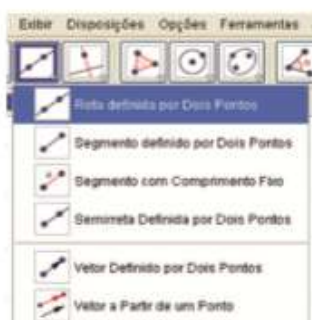 Exibir Disposições Opções Ferramentas
Reta definida por Dois Pontos
Segmento definido por Dois Pontos
Segmento com Comprimento Fixo
Semirreta Definida por Dois Pontos
Vetor Definido por Dois Pontos
Vetor a Partir de um Ponto